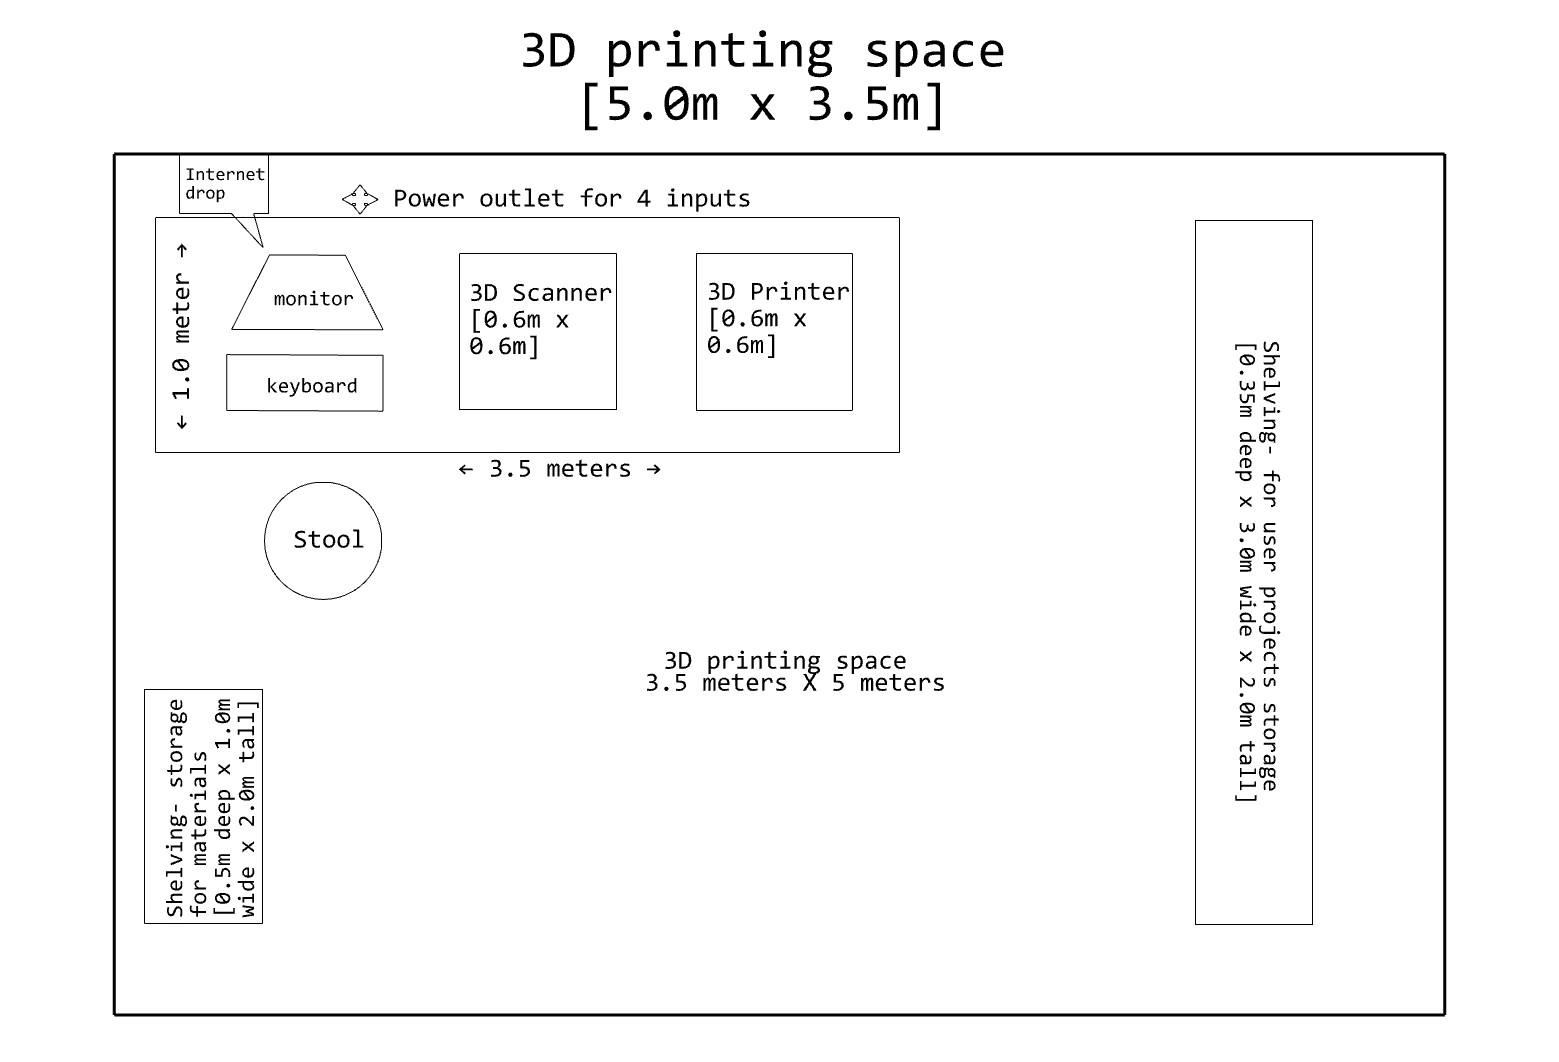 3D printing space
[5.0m x 3.5m]
Internet
drop
Power outlet for 4 inputs
← 1.0 meter →
monitor
keyboard
3D Scanner
[0.6m x
0.6m]
3D Printer
[0.6m x
0.6m]
← 3.5 meters →
Stool
3D printing space
3.5 meters X 5 meters
Shelving- storage
for materials
[0.5m deep x 1.0m
wide x 2.0m tall]
Shelving- for user projects storage
[0.35m deep x 3.0m wide x 2.0m tall]